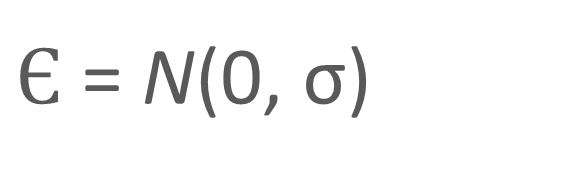 Є = N(0, σ)